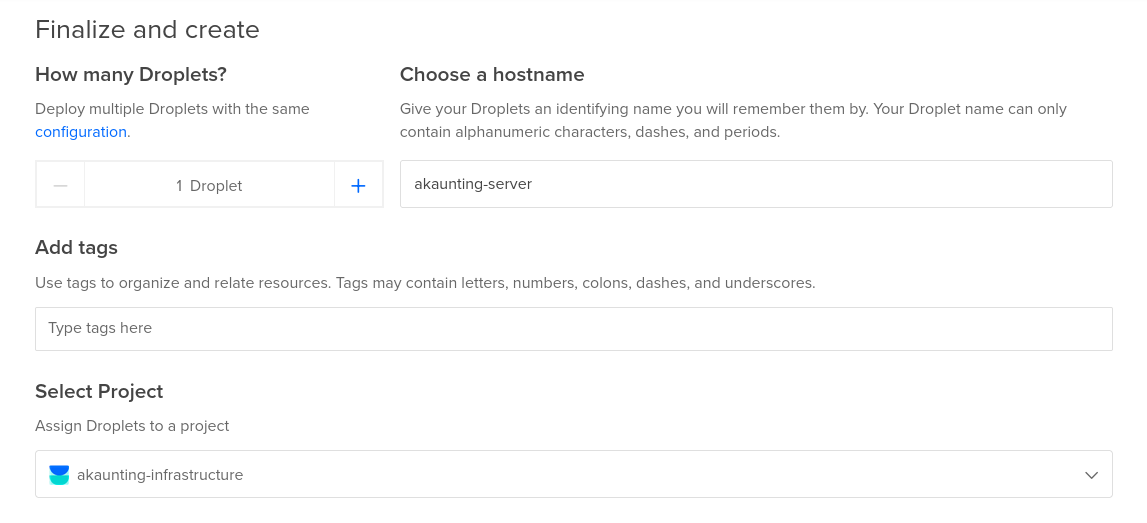 Finalize and create
How many Droplets?
Deploy multiple Droplets with the same
configuration.
1 Droplet
Choose a hostname
Give your Droplets an identifying name you will remember them by. Your Droplet name can only
contain alphanumeric characters, dashes, and periods.
akaunting-server
Add tags
Use tags to organize and relate resources. Tags may contain letters, numbers, colons, dashes, and underscores.
Type tags here
Select Project
Assign Droplets to a project
akaunting-infrastructure